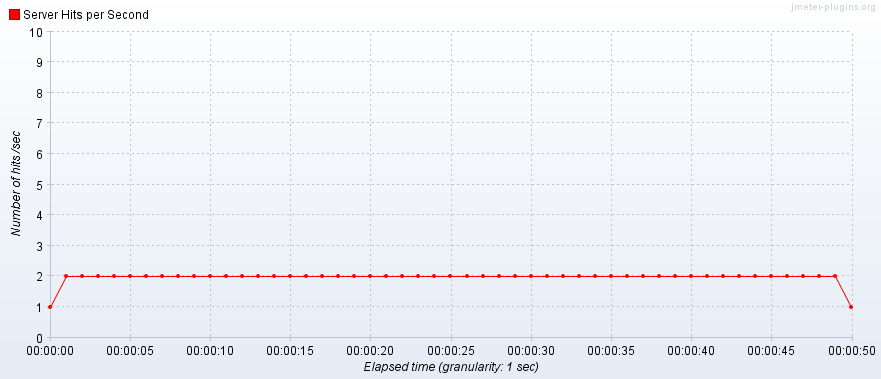 jmeter-plugins.org
Server Hits per Second
10
9
8
7
6
5
4
3
2
1
0
Number of hits /sec
00:00:00 00:00:05 00:00:10 00:00:15 00:00:20 00:00:25 00:00:30 00:00:35 00:00:40 00:00:45 00:00:50
Elapsed time (granularity: 1 sec)